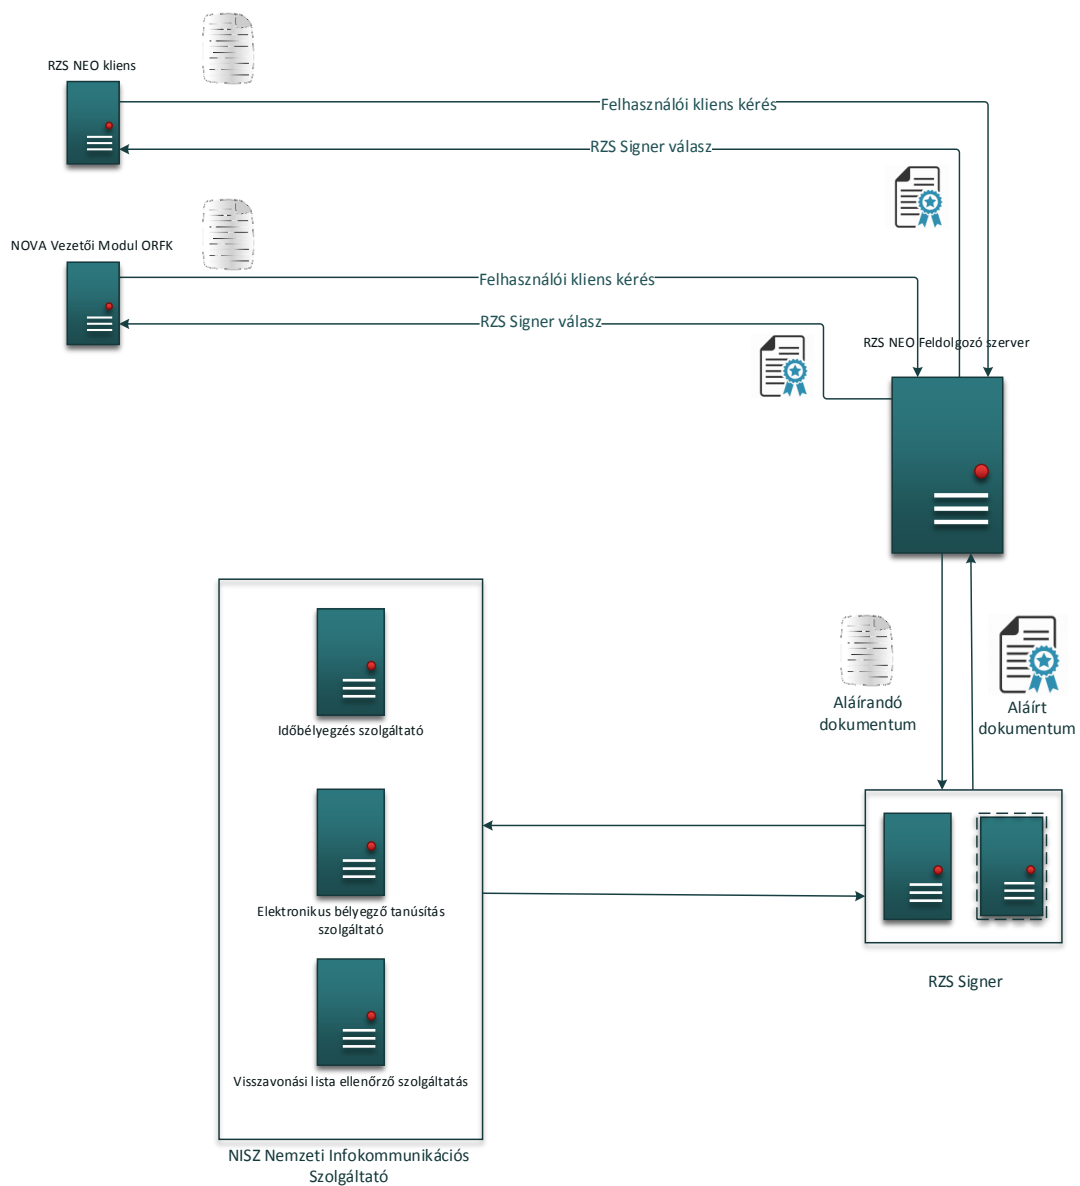 RZS NEO kliens
Felhasználói kliens kérés
RZS Signer válasz
NOVA Vezetői Modul ORFK
Felhasználói kliens kérés
RZS Signer válasz
RZS NEO Feldolgozó szerver
Aláírandó
dokumentum
Aláírt
dokumentum
Időbélyegzés szolgáltató
Elektronikus bélyegző tanúsítás
szolgáltató
RZS Signer
Visszavonási lista ellenőrző szolgáltatás
NISZ Nemzeti Infokommunikációs
Szolgáltató